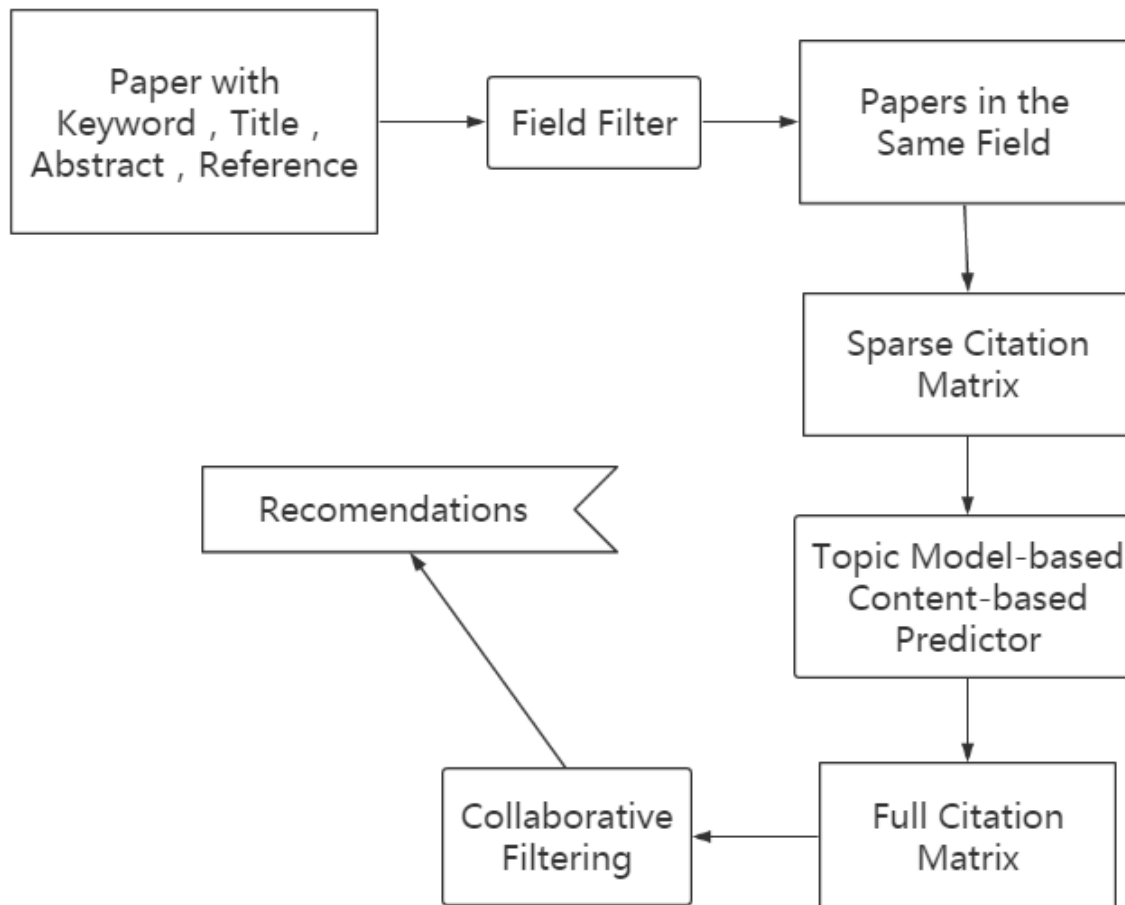 Paper with
Keyword , Title ,
Abstract , Reference
Field Filter
Papers in the
Same Field
Sparse Citation
Matrix
Topic Model-based
Content-based
Predictor
Full Citation
Matrix
Collaborative
Filtering
Recomendations